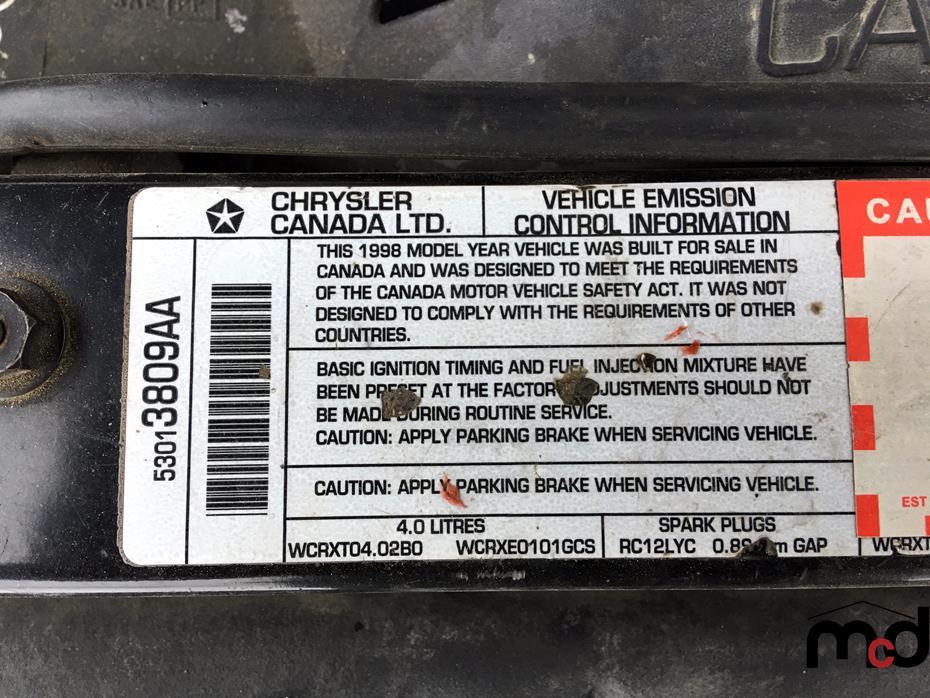 CA
CHRYSLER
CANADA LTD.
VEHICLE EMISSION
CONTROL INFORMATION
CAU
THIS 1998 MODEL YEAR VEHICLE WAS BUILT FOR SALE IN
CANADA AND WAS DESIGNED TO MEET THE REQUIREMENTS
OF THE CANADA MOTOR VEHICLE SAFETY ACT. IT WAS NOT
DESIGNED TO COMPLY WITH THE REQUIREMENTS OF OTHER
COUNTRIES.
53013809AA
BASIC IGNITION TIMING AND FUEL INJECTION MIXTURE HAVE
BEEN PRESET AT THE FACTORY ADJUSTMENTS SHOULD NOT
BE MADE DURING ROUTINE SERVICE.
CAUTION: APPLY PARKING BRAKE WHEN SERVICING VEHICLE.
CAUTION: APPLY PARKING BRAKE WHEN SERVICING VEHICLE.
EST
4.0 LITRES
WCRXT04.02B0 WCRXE0101GCS
SPARK PLUGS
RC12LYC GAP
WCRXT
mcd